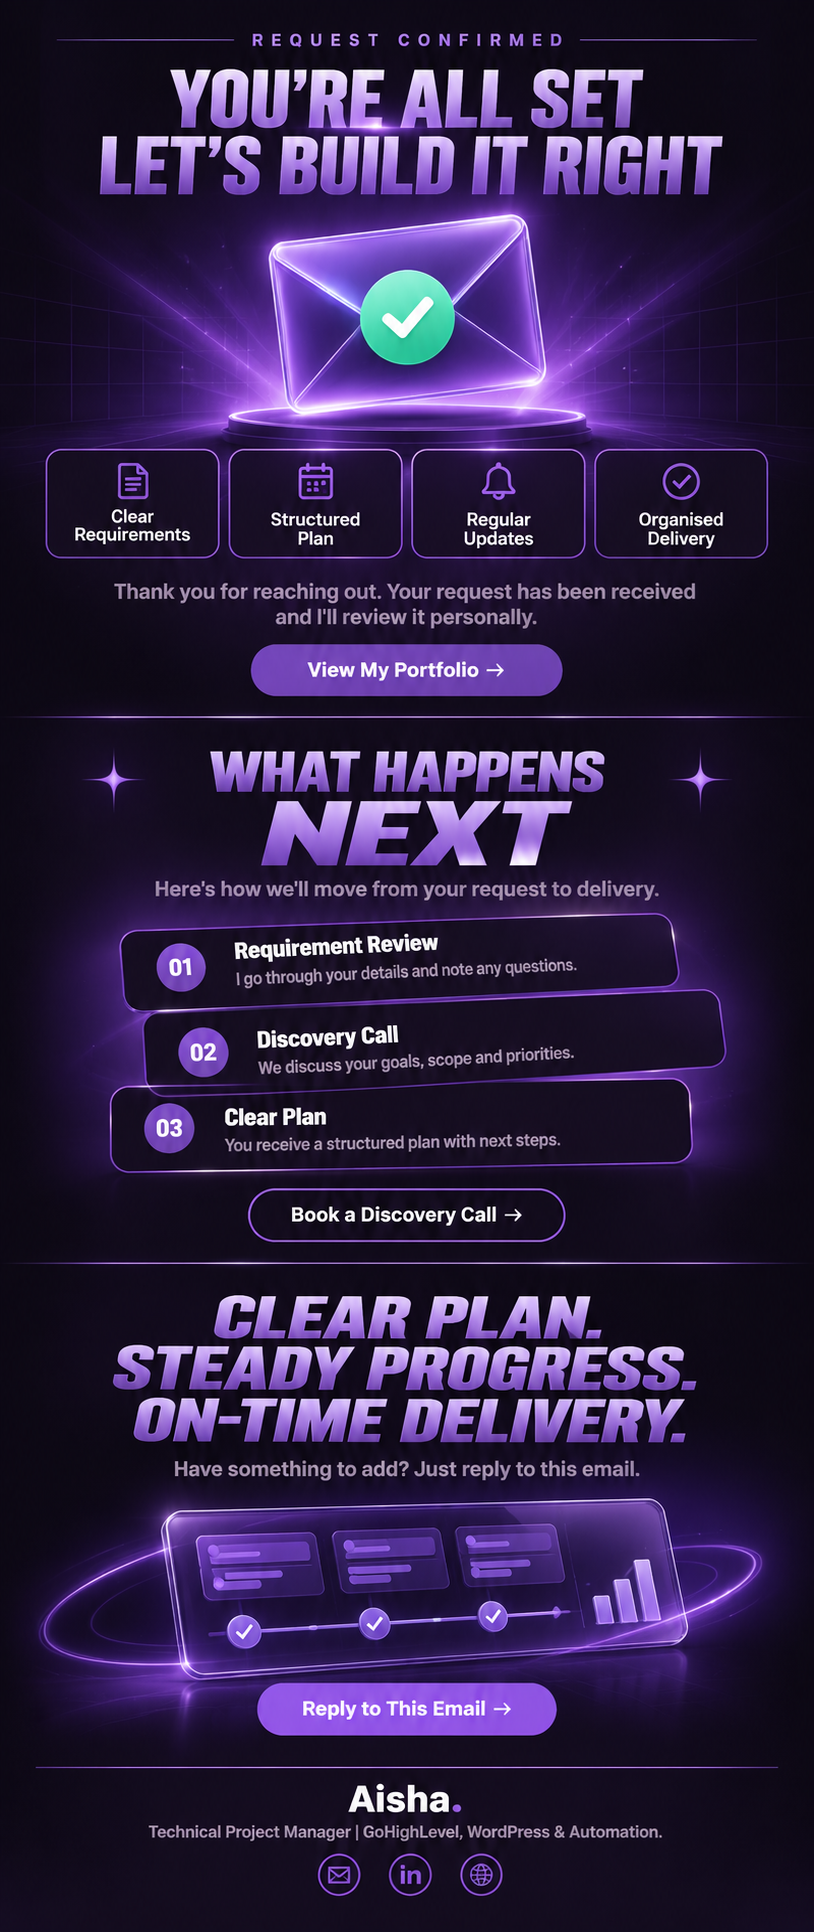 REQUEST CONFIRMED
YOU'RE ALL SET
LET'S BUILD IT RIGHT
Clear
Requirements
Structured
Plan
Regular
Updates
Organised
Delivery
Thank you for reaching out. Your request has been received
and I'll review it personally.
View My Portfolio →
WHAT HAPPENS
NEXT
Here's how we'll move from your request to delivery.
01
Requirement Review
I go through your details and note any questions.
02
Discovery Call
We discuss your goals, scope and priorities.
03
Clear Plan
You receive a structured plan with next steps.
Book a Discovery Call →
CLEAR PLAN.
STEADY PROGRESS.
ON-TIME DELIVERY.
Have something to add? Just reply to this email.
Reply to This Email →
Aisha.
Technical Project Manager | GoHighLevel, WordPress & Automation.
in